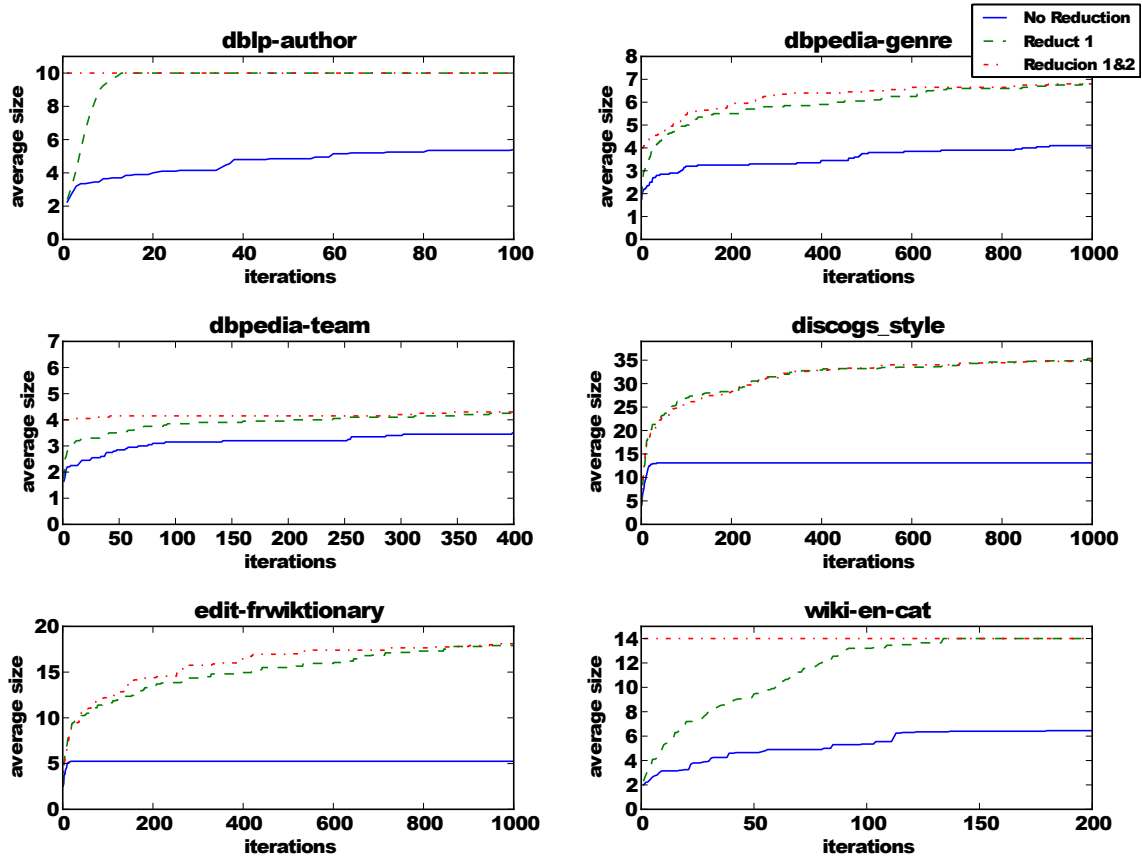 No Reduction
Reduct 1
Reducion 1&2
dblp-author
average size
10
8
6
4
2
0
0 20 40 60 80 100
iterations
dbpedia-genre
average size
8
7
6
5
4
3
2
1
0
0 200 400 600 800 1000
iterations
dbpedia-team
average size
7
6
5
4
3
2
1
0
0 50 100 150 200 250 300 350 400
iterations
discogs_style
average size
35
30
25
20
15
10
5
0
0 200 400 600 800 1000
iterations
edit-frwiktionary
average size
20
15
10
5
0
0 200 400 600 800 1000
iterations
wiki-en-cat
average size
14
12
10
8
6
4
2
0
0 50 100 150 200
iterations